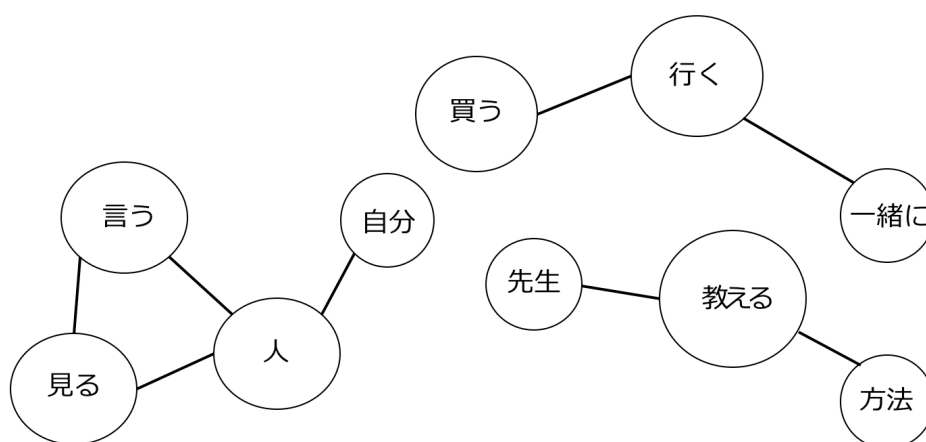 行く
買う
言う
自分
一緒に
先生
教える
人
見る
方法